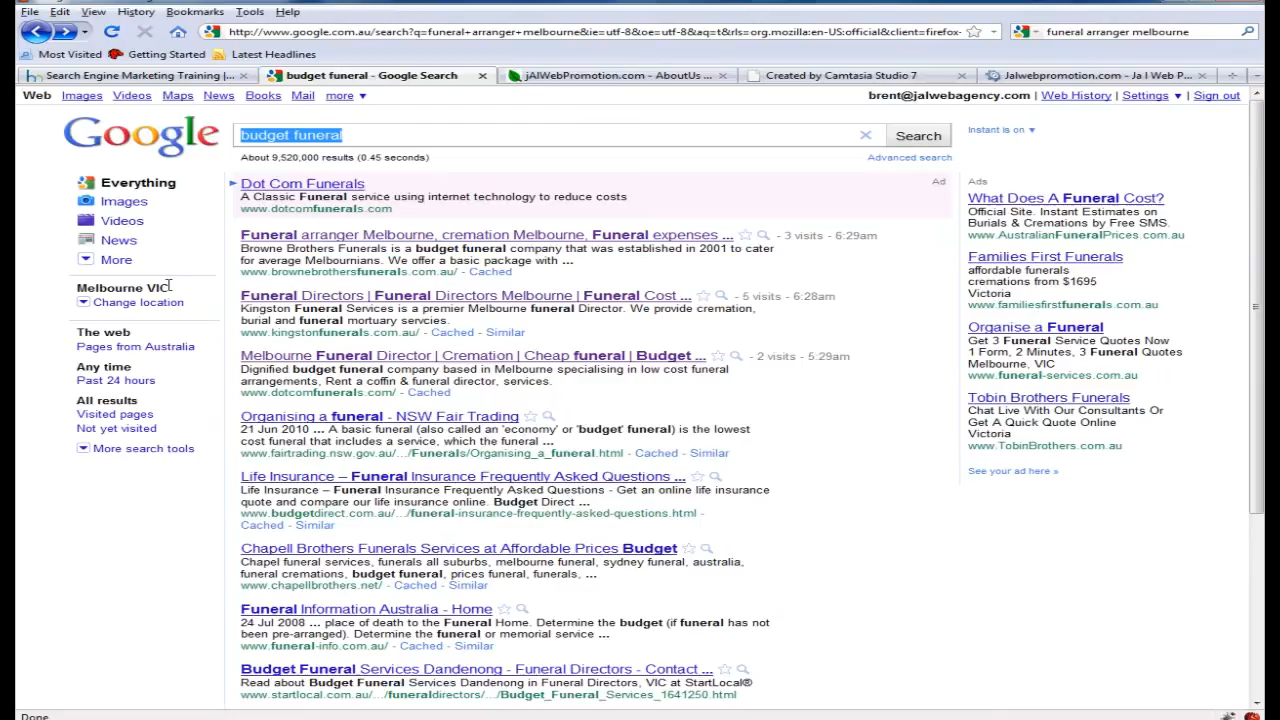 File Edit View History Bookmarks Tools Help
http://www.google.com.au/search?q=funeral+arranger+melbourne&ie=utf-8&oe=utf-8&aq=t&rls=org.mozilla:en-US:official&client=firefox- funeral arranger melbourne
Most Visited Getting Started Latest Headlines
Search Engine Marketing Training |... budget funeral - Google Search jAlWebPromotion.com - AboutUs ... Created by Camtasia Studio 7 Jalwebpromotion.com - Ja l Web P...
Web Images Videos Maps News Books Mail more brent@jalwebagency.com | Web History | Settings | Sign out
Google
budget funeral
Search
Instant is on
About 9,520,000 results (0.45 seconds)
Advanced search
Everything
Images
Videos
News
More
Melbourne VIC
Change location
The web
Pages from Australia
Any time
Past 24 hours
All results
Visited pages
Not yet visited
More search tools
Dot Com Funerals
Ad
A Classic Funeral service using internet technology to reduce costs
www.dotcomfunerals.com
Funeral arranger Melbourne, cremation Melbourne, Funeral expenses ... - 3 visits - 6:29am
Browne Brothers Funerals is a budget funeral company that was established in 2001 to cater
for average Melbournians. We offer a basic package with ...
www.brownebrothersfunerals.com.au/ - Cached
Funeral Directors | Funeral Directors Melbourne | Funeral Cost ... - 5 visits - 6:28am
Kingston Funeral Services is a premier Melbourne funeral Director. We provide cremation,
burial and funeral mortuary servcies.
www.kingstonfunerals.com.au/ - Cached - Similar
Melbourne Funeral Director | Cremation | Cheap funeral | Budget ... - 2 visits - 5:29am
Dignified budget funeral company based in Melbourne specialising in low cost funeral
arrangements, Rent a coffin & funeral director, services.
www.dotcomfunerals.com/ - Cached
Organising a funeral - NSW Fair Trading
21 Jun 2010 ... A basic funeral (also called an 'economy' or 'budget' funeral) is the lowest
cost funeral that includes a service, which the funeral ...
www.fairtrading.nsw.gov.au/.../Funerals/Organising_a_funeral.html - Cached - Similar
Life Insurance – Funeral Insurance Frequently Asked Questions ...
Life Insurance – Funeral Insurance Frequently Asked Questions - Get an online life insurance
quote and compare our life insurance online. Budget Direct ...
www.budgetdirect.com.au/.../funeral-insurance-frequently-asked-questions.html -
Cached - Similar
Chapell Brothers Funerals Services at Affordable Prices Budget
Chapel funeral services, funerals all suburbs, melbourne funeral, sydney funeral, australia,
funeral cremations, budget funeral, prices funeral, funerals, ...
www.chapellbrothers.net/ - Cached - Similar
Funeral Information Australia - Home
24 Jul 2008 ... place of death to the Funeral Home. Determine the budget (if funeral has not
been pre-arranged). Determine the funeral or memorial service ...
www.funeral-info.com.au/ - Cached - Similar
Budget Funeral Services Dandenong - Funeral Directors - Contact ...
Read about Budget Funeral Services Dandenong in Funeral Directors, VIC at StartLocal®
www.startlocal.com.au/.../funeraldirectors/.../Budget_Funeral_Services_1641250.html
Ads
What Does A Funeral Cost?
Official Site. Instant Estimates on
Burials & Cremations by Free SMS.
www.AustralianFuneralPrices.com.au
Families First Funerals
affordable funerals
cremations from $1695
Victoria
www.familiesfirstfunerals.com.au
Organise a Funeral
Get 3 Funeral Service Quotes Now
1 Form, 2 Minutes, 3 Funeral Quotes
Melbourne, VIC
www.funeral-services.com.au
Tobin Brothers Funerals
Chat Live With Our Consultants Or
Get A Quick Quote Online
Victoria
www.TobinBrothers.com.au
See your ad here »
Done